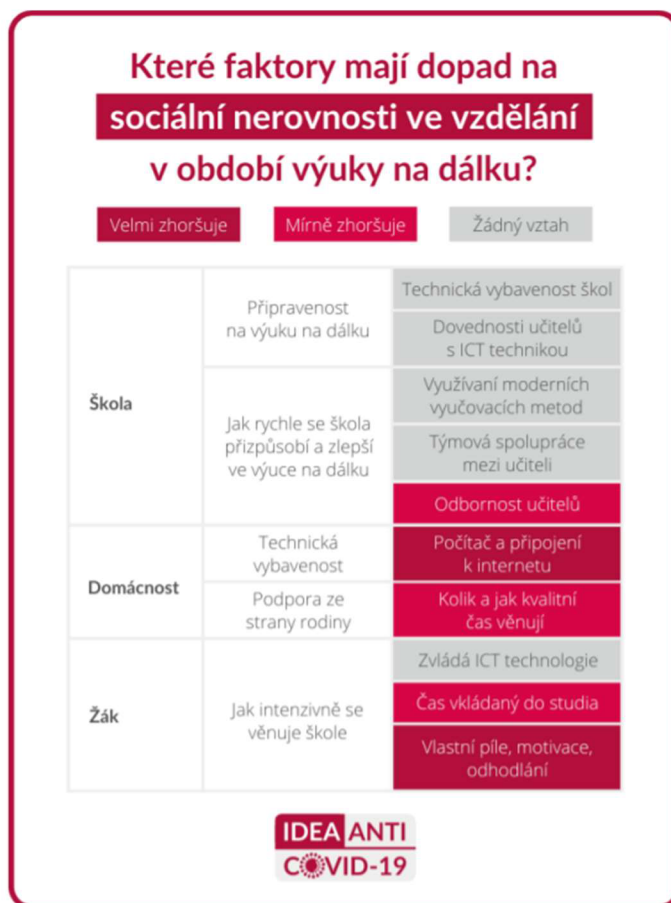 Které faktory mají dopad na
sociální nerovnosti ve vzdělání
v období výuky na dálku?
Velmi zhoršuje
Mírně zhoršuje
Žádný vztah
Škola
Připravenost
na výuku na dálku
Technická vybavenost škol
Dovednosti učitelů
s ICT technikou
Jak rychle se škola
přizpůsobí a zlepší
ve výuce na dálku
Využívaní moderních
vyučovacích metod
Týmová spolupráce
mezi učiteli
Odbornost učitelů
Domácnost
Technická
vybavenost
Počítač a připojení
k internetu
Podpora ze
strany rodiny
Kolik a jak kvalitní
čas věnují
Žák
Jak intenzivně se
věnuje škole
Zvládá ICT technologie
Čas vkládaný do studia
Vlastní píle, motivace,
odhodlání
IDEA ANTI
COVID-19